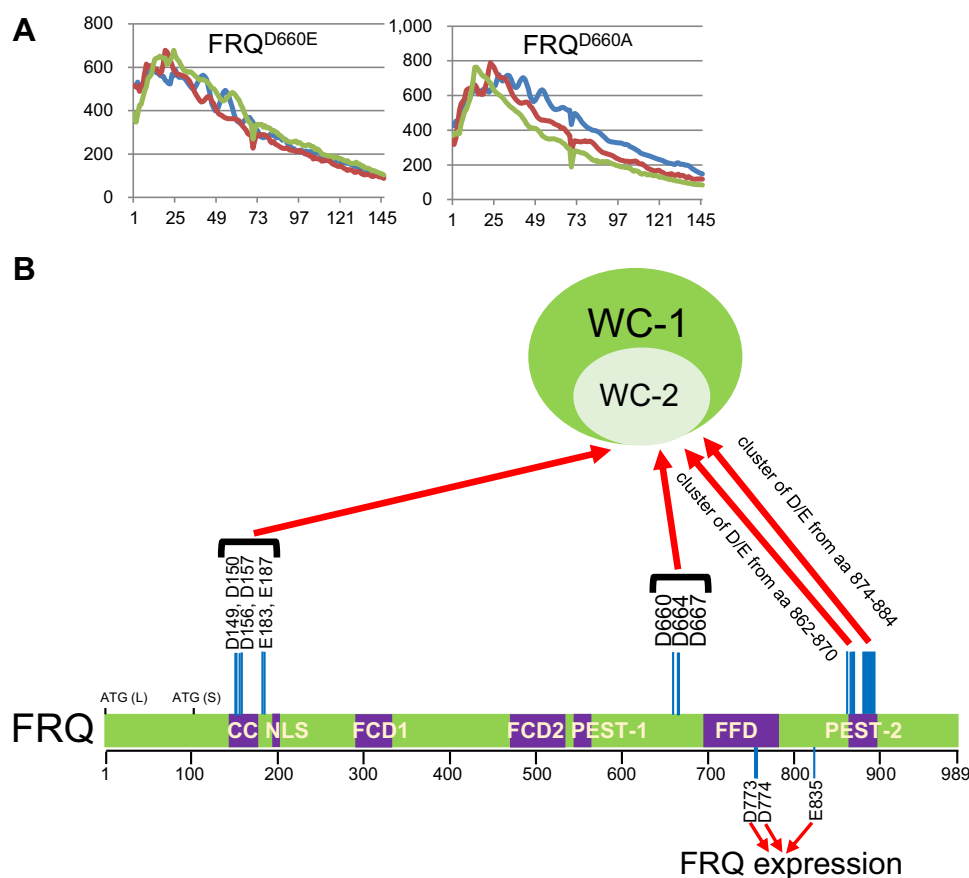 A
FRQD660E
800
600
400
200
0
1 25 49 73 97 121 145
FRQD660A
1,000
800
600
400
200
0
1 25 49 73 97 121 145
B
WC-1
WC-2
cluster of D/E from aa 874-884
cluster of D/E from aa 862-870
D149, D150
D156, D157
E183, E187
D660
D664
D667
ATG (L)
ATG (S)
FRQ
CC NLS FCD1 FCD2 PEST-1 FFD PEST-2
1 100 200 300 400 500 600 700 800 900 989
D773
D774
E835
FRQ expression